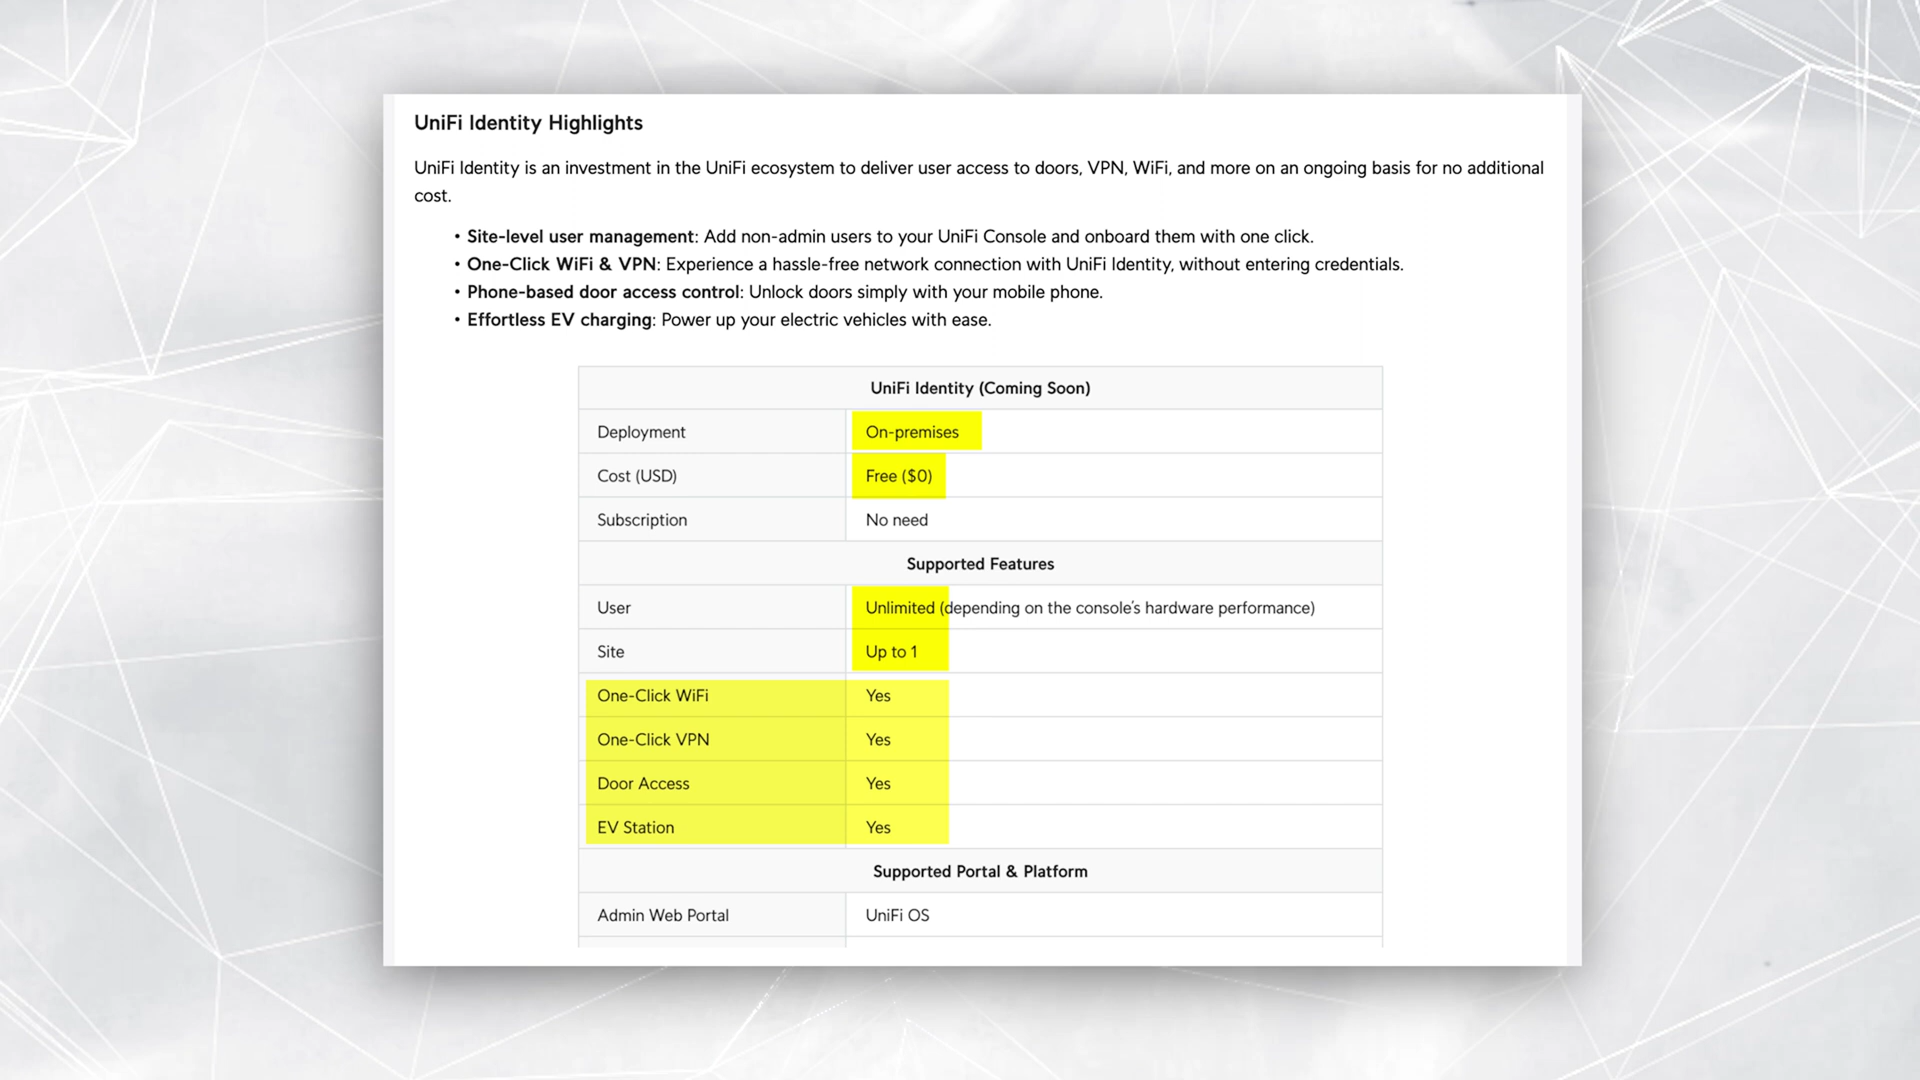 UniFi Identity Highlights
UniFi Identity is an investment in the UniFi ecosystem to deliver user access to doors, VPN, WiFi, and more on an ongoing basis for no additional
cost.
• Site-level user management: Add non-admin users to your UniFi Console and onboard them with one click.
• One-Click WiFi & VPN: Experience a hassle-free network connection with UniFi Identity, without entering credentials.
• Phone-based door access control: Unlock doors simply with your mobile phone.
• Effortless EV charging: Power up your electric vehicles with ease.
UniFi Identity (Coming Soon)
Deployment On-premises
Cost (USD) Free ($0)
Subscription No need
Supported Features
User Unlimited (depending on the console's hardware performance)
Site Up to 1
One-Click WiFi Yes
One-Click VPN Yes
Door Access Yes
EV Station Yes
Supported Portal & Platform
Admin Web Portal UniFi OS